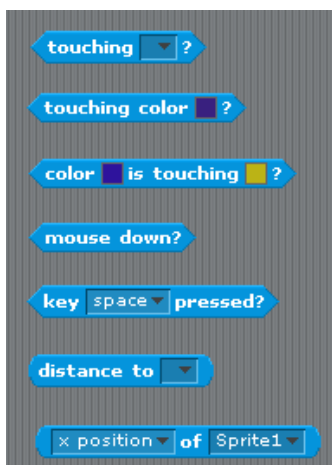 touching ?
touching color ?
color is touching ?
mouse down?
key space pressed?
distance to
x position of Sprite1